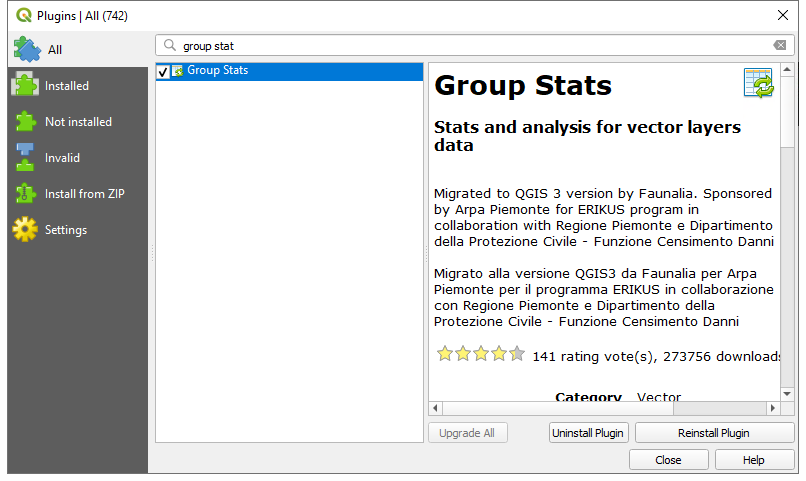 Plugins | All (742)
All
Installed
Not installed
Invalid
Install from ZIP
Settings
group stat
Group Stats
Group Stats
Stats and analysis for vector layers
data
Migrated to QGIS 3 version by Faunalia. Sponsored
by Arpa Piemonte for ERIKUS program in
collaboration with Regione Piemonte e Dipartimento
della Protezione Civile - Funzione Censimento Danni
Migrato alla versione QGIS3 da Faunalia per Arpa
Piemonte per il programma ERIKUS in collaborazione
con Regione Piemonte e Dipartimento della
Protezione Civile - Funzione Censimento Danni
141 rating vote(s), 273756 downloads
Category Vector
Upgrade All
Uninstall Plugin
Reinstall Plugin
Close
Help